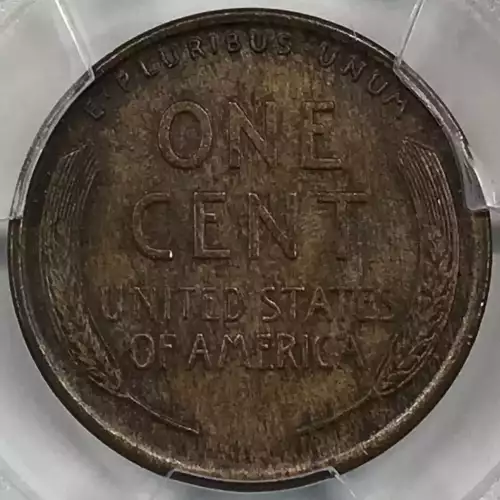 E·PLURIBUS UNUM
ONE
CENT
UNITED STATES
OF AMERICA